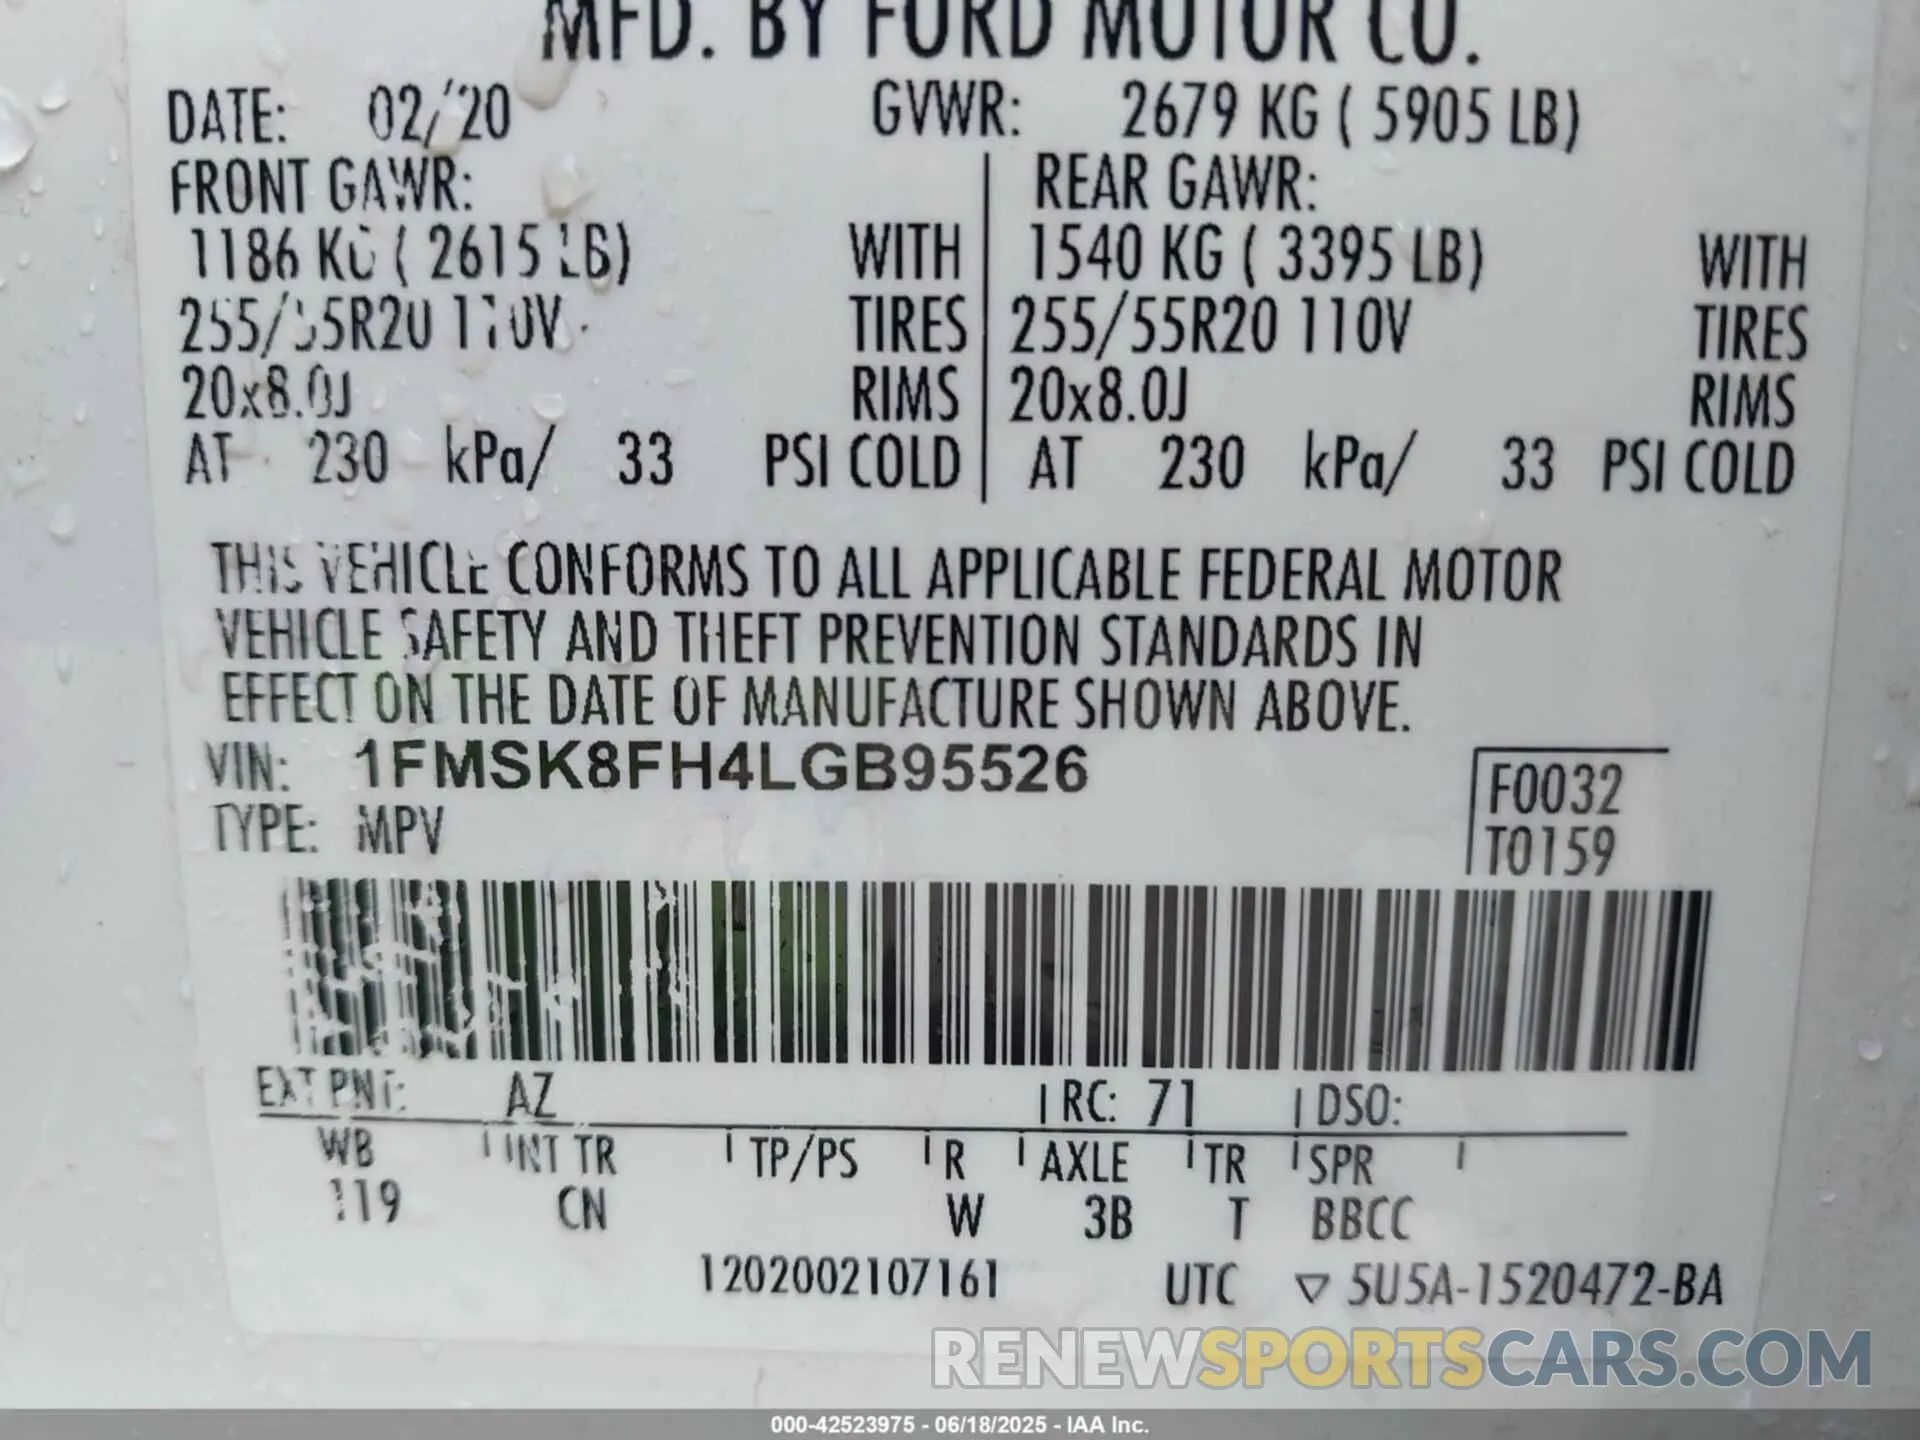 MFD. BY FORD MOTOR CO.
DATE: 02/20 GVWR: 2679 KG ( 5905 LB)
FRONT GAWR: REAR GAWR:
1186 KG ( 2615 LB) WITH 1540 KG ( 3395 LB) WITH
255/55R20 110V TIRES 255/55R20 110V TIRES
20x8.0J RIMS 20x8.0J RIMS
AT 230 kPa/ 33 PSI COLD AT 230 kPa/ 33 PSI COLD
THIS VEHICLE CONFORMS TO ALL APPLICABLE FEDERAL MOTOR
VEHICLE SAFETY AND THEFT PREVENTION STANDARDS IN
EFFECT ON THE DATE OF MANUFACTURE SHOWN ABOVE.
VIN: 1FMSK8FH4LGB95526
TYPE: MPV
F0032
T0159
EXT PNT: AZ RC: 71 DSO:
WB INT TR TP/PS R AXLE TR SPR
119 CN W 3B T BBCC
1202002107161 UTC ▽ 5U5A-1520472-BA
RENEWSPORTSCARS.COM
000-42523975 - 06/18/2025 - IAA Inc.